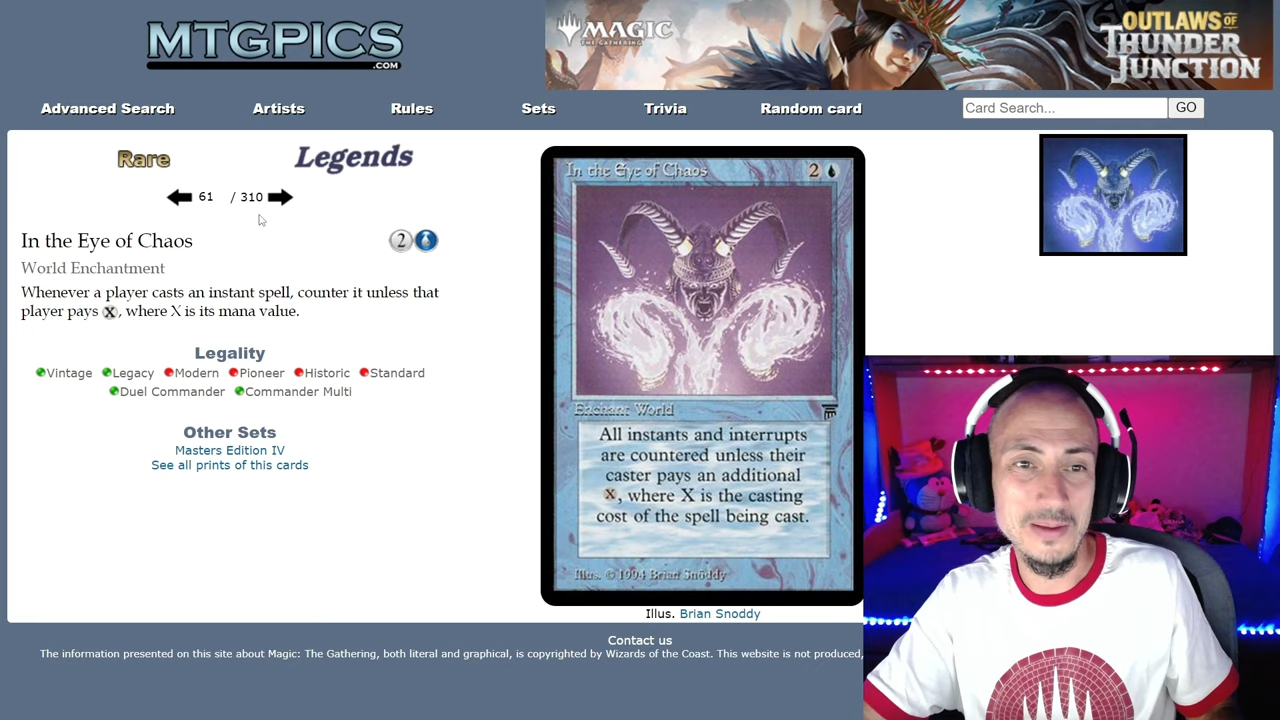 MTGPICS
.COM
MAGIC
THE GATHERING
OUTLAWS OF
THUNDER
JUNCTION
Advanced Search
Artists
Rules
Sets
Trivia
Random card
Card Search...
GO
Rare
Legends
61 / 310
In the Eye of Chaos
2
World Enchantment
Whenever a player casts an instant spell, counter it unless that
player pays X, where X is its mana value.
Legality
Vintage Legacy Modern Pioneer Historic Standard
Duel Commander Commander Multi
Other Sets
Masters Edition IV
See all prints of this cards
In the Eye of Chaos 2
Enchant World
All instants and interrupts
are countered unless their
caster pays an additional
X, where X is the casting
cost of the spell being cast.
Illus. © 1994 Brian Snöddy
Illus. Brian Snoddy
Contact us
The information presented on this site about Magic: The Gathering, both literal and graphical, is copyrighted by Wizards of the Coast. This website is not produced,